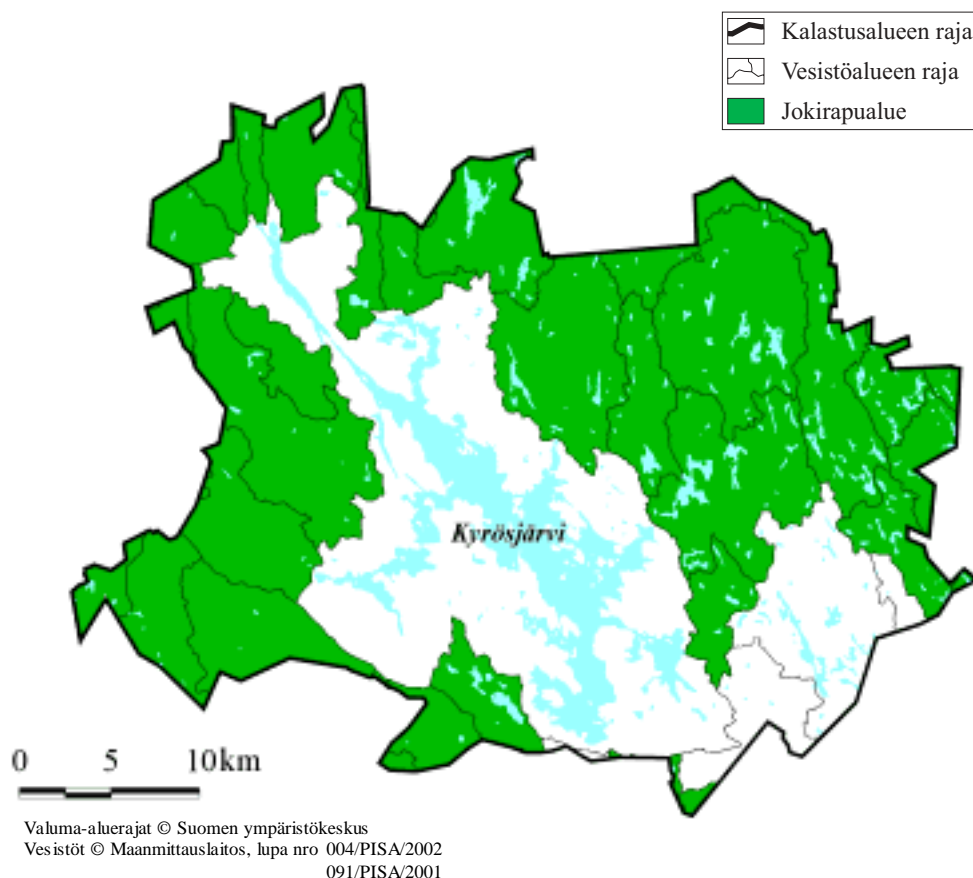 Kalastusalueen raja
Vesistöalueen raja
Jokirapualue
Kyrösjärvi
0 5 10km
Valuma-aluerajat © Suomen ympäristökeskus
Vesistöt © Maanmittauslaitos, lupa nro 004/PISA/2002
091/PISA/2001